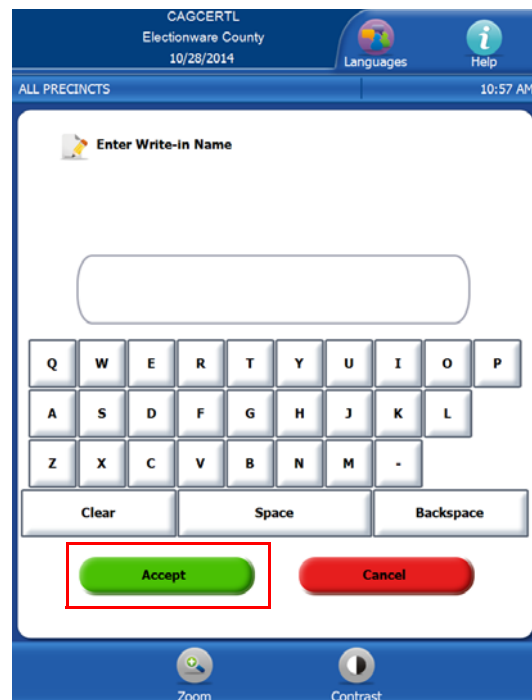 CAGCERTL
Electionware County
10/28/2014
Languages
Help
ALL PRECINCTS
10:57 AM
Enter Write-in Name
Q W E R T Y U I O P
A S D F G H J K L
Z X C V B N M -
Clear Space Backspace
Accept Cancel
Zoom Contrast